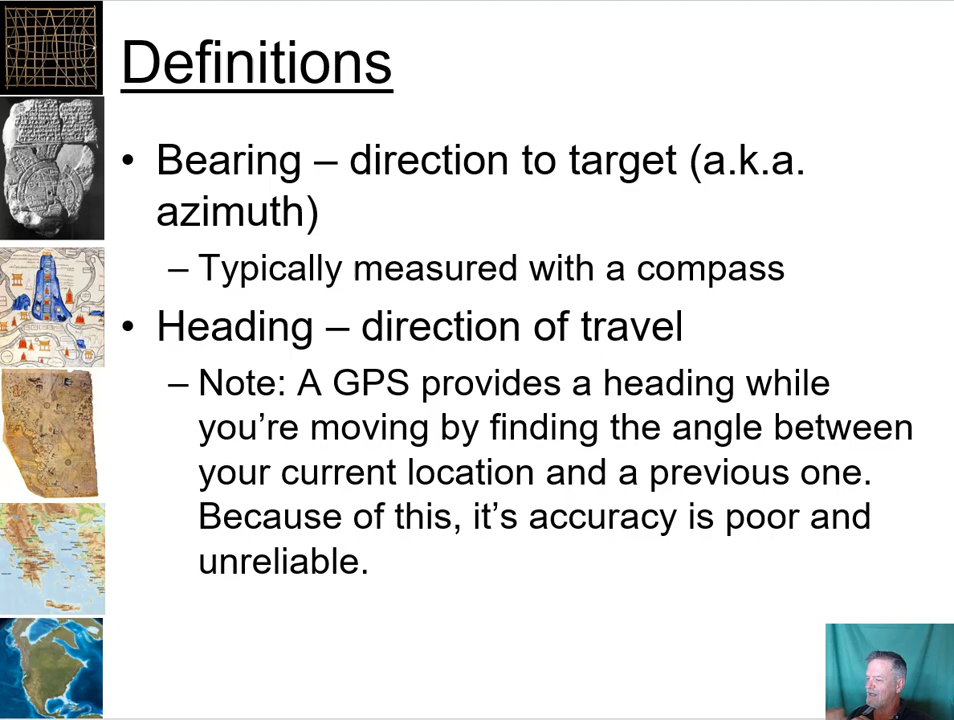 Definitions
• Bearing – direction to target (a.k.a.
azimuth)
– Typically measured with a compass
• Heading – direction of travel
– Note: A GPS provides a heading while
you’re moving by finding the angle between
your current location and a previous one.
Because of this, it’s accuracy is poor and
unreliable.